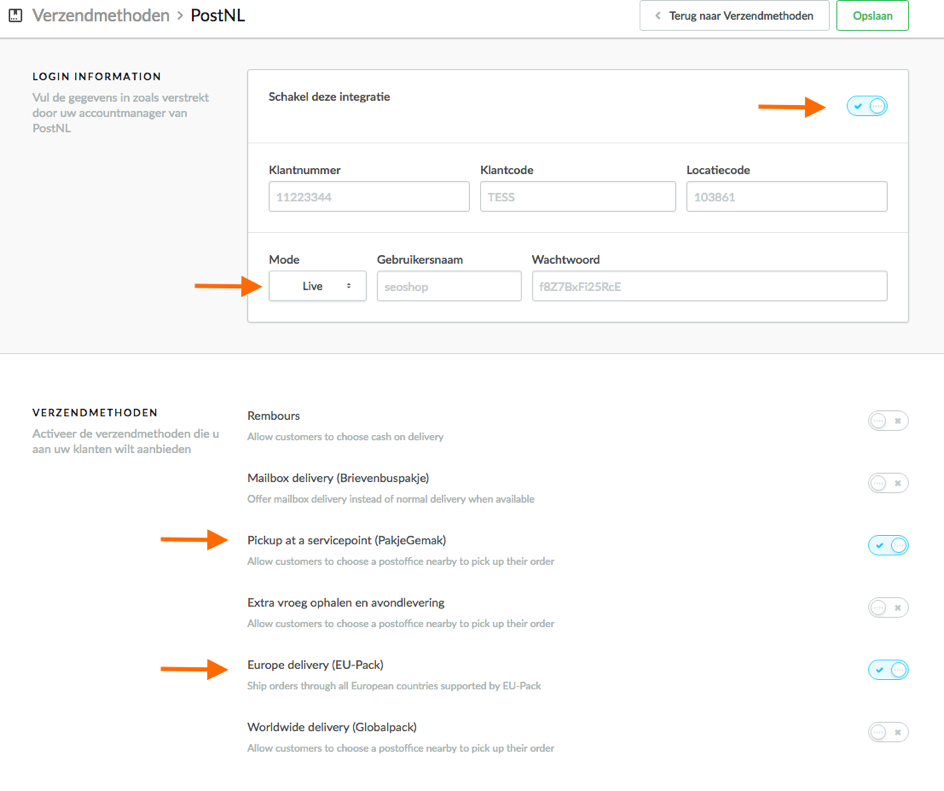 Verzendmethoden > PostNL
Terug naar Verzendmethoden
Opslaan
LOGIN INFORMATION
Vul de gegevens in zoals verstrekt
door uw accountmanager van
PostNL
Schakel deze integratie
Klantnummer
Klantcode
Locatiecode
11223344
TESS
103861
Mode
Gebruikersnaam
Wachtwoord
Live
seoshop
f8Z7BxFi25RcE
VERZENDMETHODEN
Activeer de verzendmethoden die u
aan uw klanten wilt aanbieden
Rembours
Allow customers to choose cash on delivery
Mailbox delivery (Brievenbuspakje)
Offer mailbox delivery instead of normal delivery when available
Pickup at a servicepoint (PakjeGemak)
Allow customers to choose a postoffice nearby to pick up their order
Extra vroeg ophalen en avondlevering
Allow customers to choose a postoffice nearby to pick up their order
Europe delivery (EU-Pack)
Ship orders through all European countries supported by EU-Pack
Worldwide delivery (Globalpack)
Allow customers to choose a postoffice nearby to pick up their order